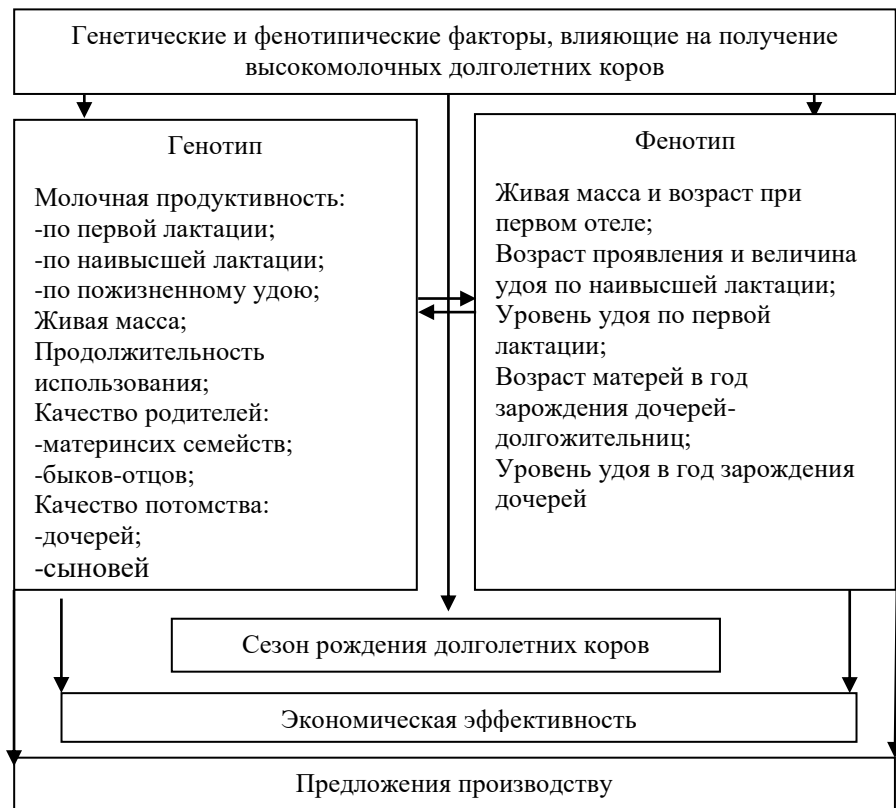 Генетические и фенотипические факторы, влияющие на получение
высокомолочных долголетних коров
Генотип
Молочная продуктивность:
-по первой лактации;
-по наивысшей лактации;
-по пожизненному удою;
Живая масса;
Продолжительность
использования;
Качество родителей:
-материнсих семейств;
-быков-отцов;
Качество потомства:
-дочерей;
-сыновей
Фенотип
Живая масса и возраст при
первом отеле;
Возраст проявления и величина
удоя по наивысшей лактации;
Уровень удоя по первой
лактации;
Возраст матерей в год
зарождения дочерей-
долгожительниц;
Уровень удоя в год зарождения
дочерей
Сезон рождения долголетних коров
Экономическая эффективность
Предложения производству